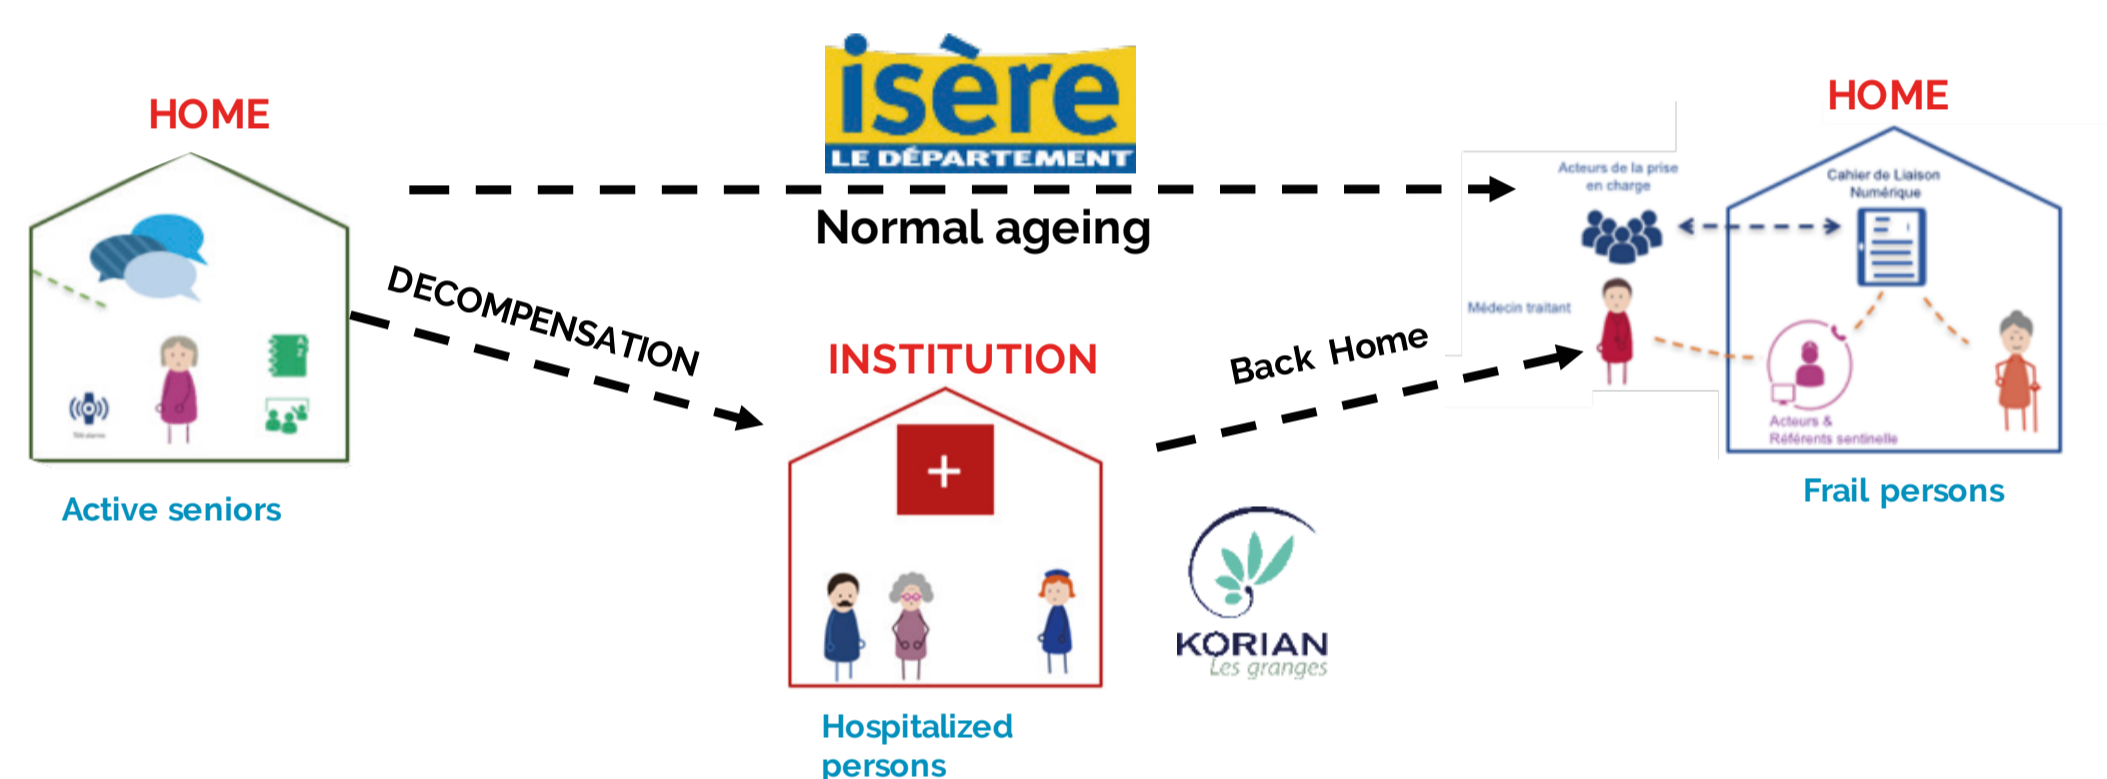 HOME
isère
LE DÉPARTEMENT
Normal ageing
HOME
Acteurs de la prise
en charge
Cahier de Liaison
Numérique
DECOMPENSATION
Médecin traitant
INSTITUTION
Back Home
Acteurs &
Référents sentinelle
A
Z
Active seniors
Frail persons
KORIAN
Les granges
Hospitalized
persons